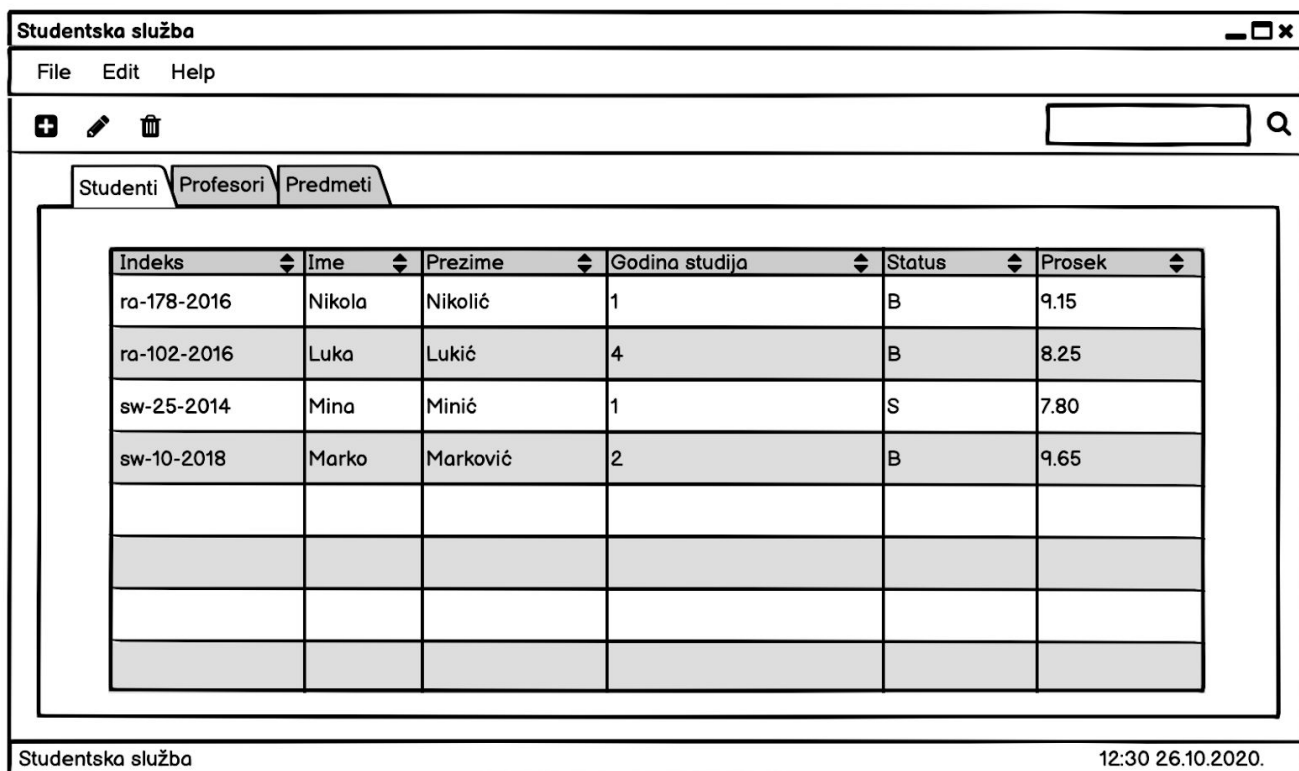 Studentska služba
File Edit Help
Studenti Profesori Predmeti
Indeks Ime Prezime Godina studija Status Prosek
ra-178-2016 Nikola Nikolić 1 B 9.15
ra-102-2016 Luka Lukić 4 B 8.25
sw-25-2014 Mina Minić 1 S 7.80
sw-10-2018 Marko Marković 2 B 9.65
Studentska služba 12:30 26.10.2020.